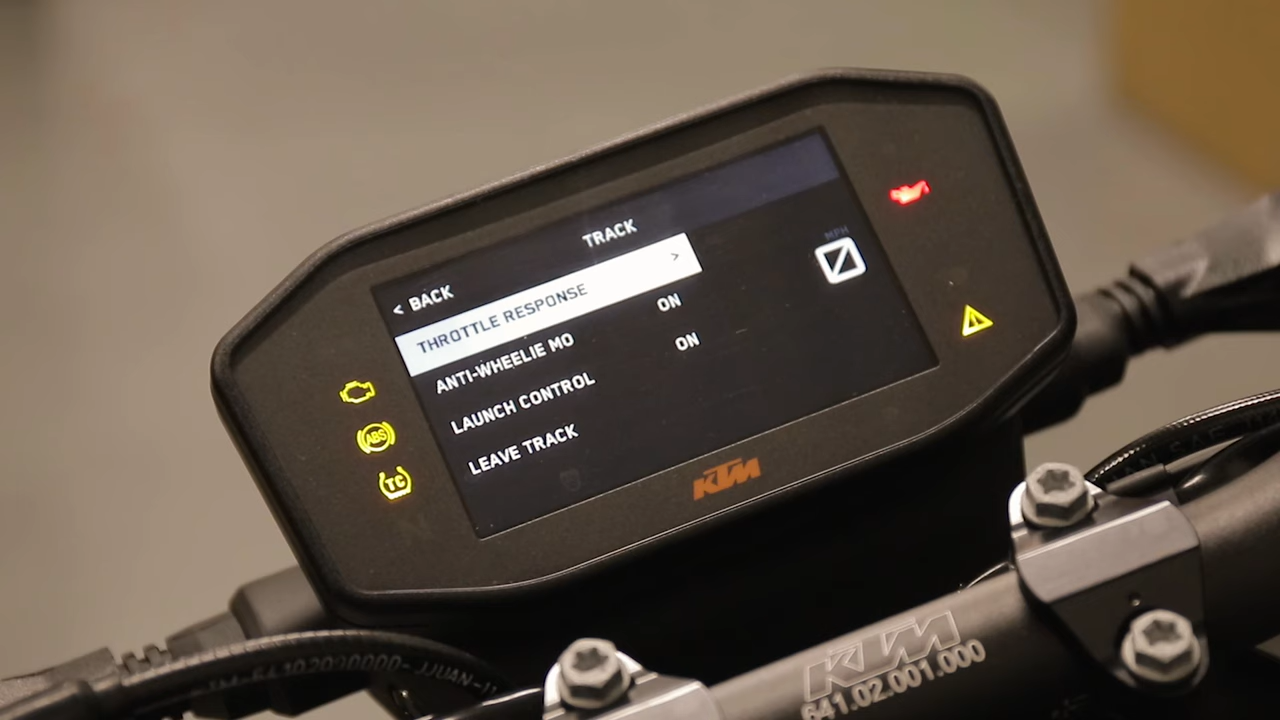 TRACK
< BACK
THROTTLE RESPONSE >
ANTI-WHEELIE MO ON
LAUNCH CONTROL ON
LEAVE TRACK
MPH
0
ABS
TC
KTM
KTM
641.02.001.000